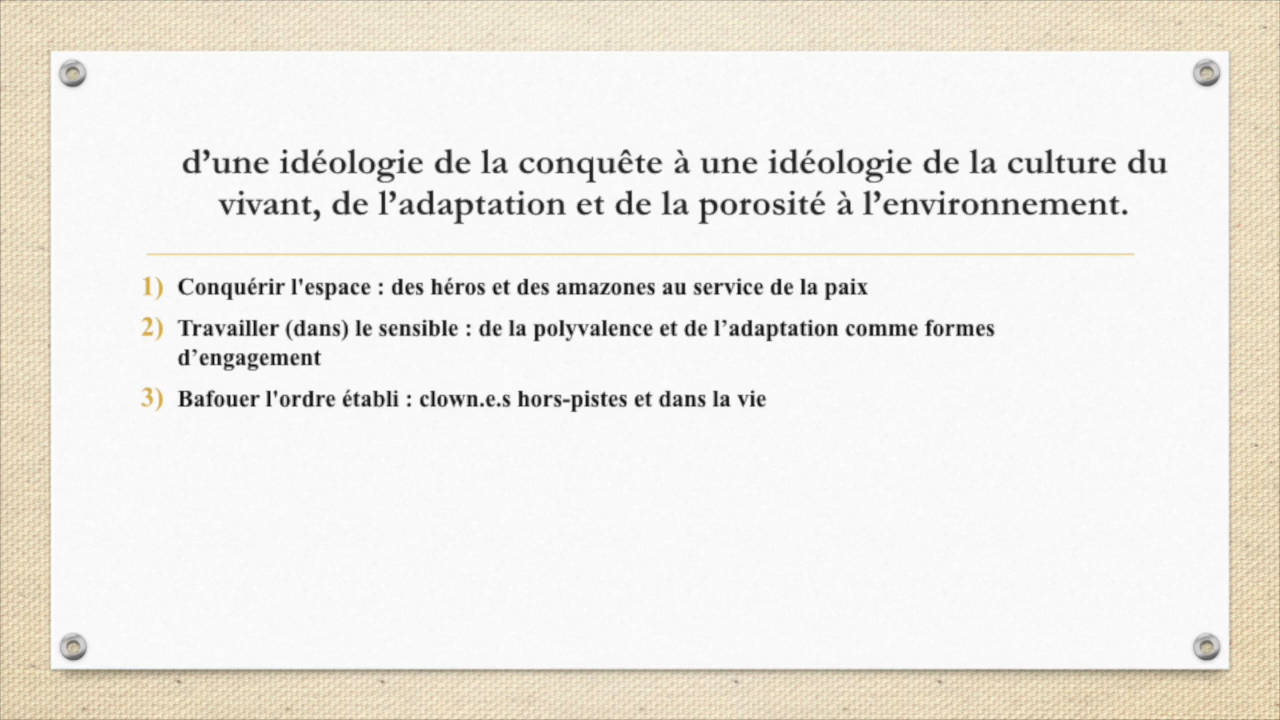 d’une idéologie de la conquête à une idéologie de la culture du
vivant, de l’adaptation et de la porosité à l’environnement.
1) Conquérir l'espace : des héros et des amazones au service de la paix
2) Travailler (dans) le sensible : de la polyvalence et de l’adaptation comme formes
d’engagement
3) Bafouer l'ordre établi : clown.e.s hors-pistes et dans la vie